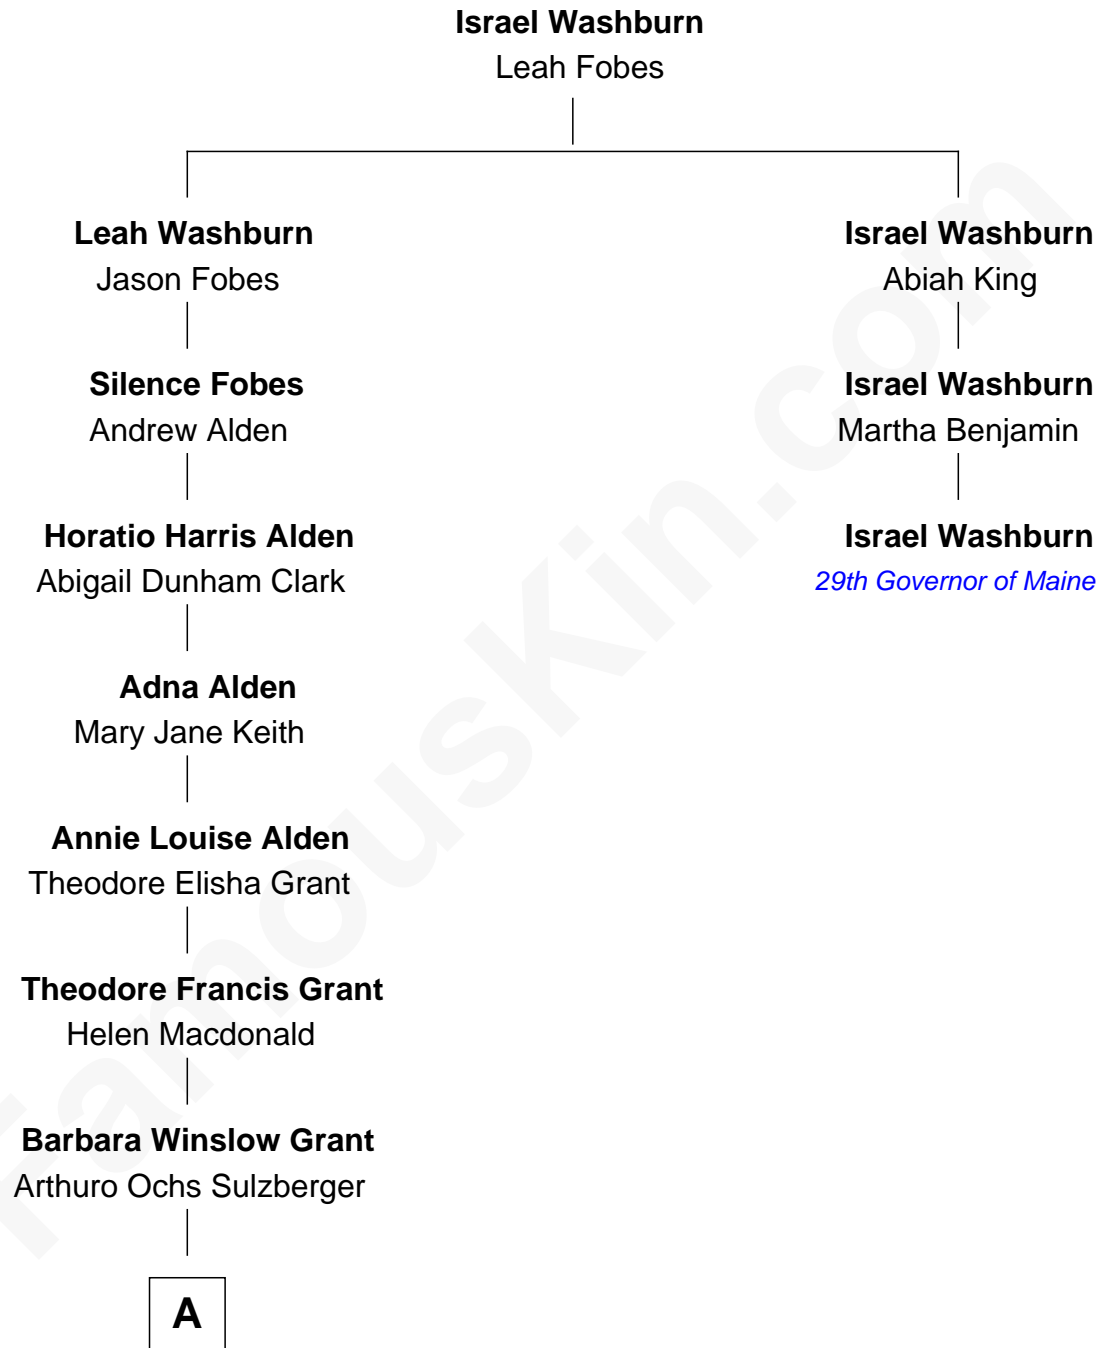 Israel Washburn
Leah Fobes
Leah Washburn
Jason Fobes
Israel Washburn
Abiah King
Silence Fobes
Andrew Alden
Israel Washburn
Martha Benjamin
Horatio Harris Alden
Abigail Dunham Clark
Israel Washburn
29th Governor of Maine
Adna Alden
Mary Jane Keith
Annie Louise Alden
Theodore Elisha Grant
Theodore Francis Grant
Helen Macdonald
Barbara Winslow Grant
Arthuro Ochs Sulzberger
A
FamousKin.com